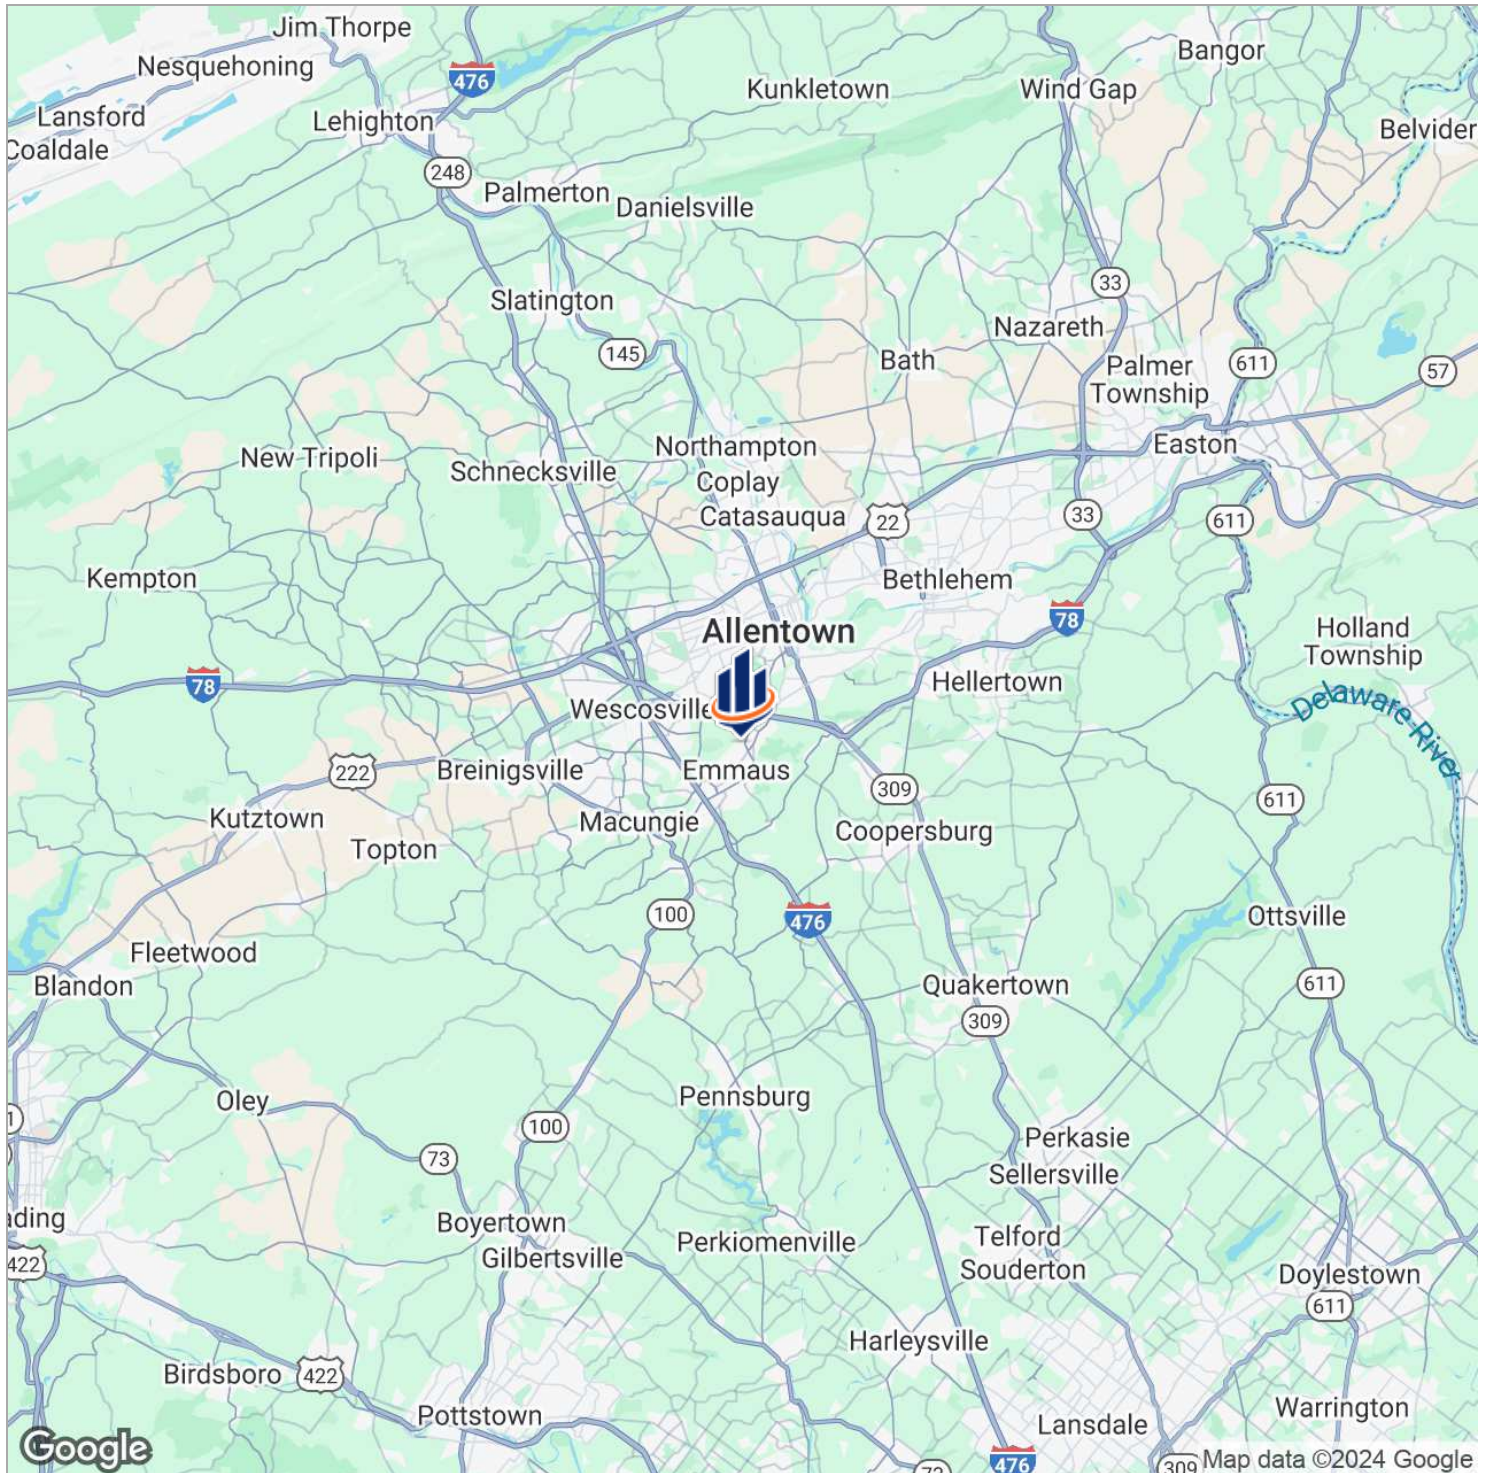 Jim Thorpe
Bangor
Nesquehoning
476
Kunkletown
Wind Gap
Lansford
Lehighton
Belvider
Coaldale
248
Palmerton
Danielsville
33
Slatington
Nazareth
145
Bath
Palmer
Township
611
57
Northampton
Easton
New Tripoli
Schnecksville
Coplay
Catasauqua
22
33
611
Kempton
Bethlehem
78
Allentown
Holland
Township
78
Hellertown
Wescosville
Delaware River
222
Breinigsville
Emmaus
309
611
Kutztown
Macungie
Coopersburg
Topton
100
476
Ottsville
Fleetwood
Blandon
Quakertown
611
309
Oley
Pennsburg
1
100
Perkasie
73
Sellersville
ading
Boyertown
Perkiomenville
Telford
Gilbertsville
Souderton
422
Doylestown
611
Harleysville
Birdsboro
422
Pottstown
Lansdale
Warrington
Google
476
73
309
Map data ©2024 Google